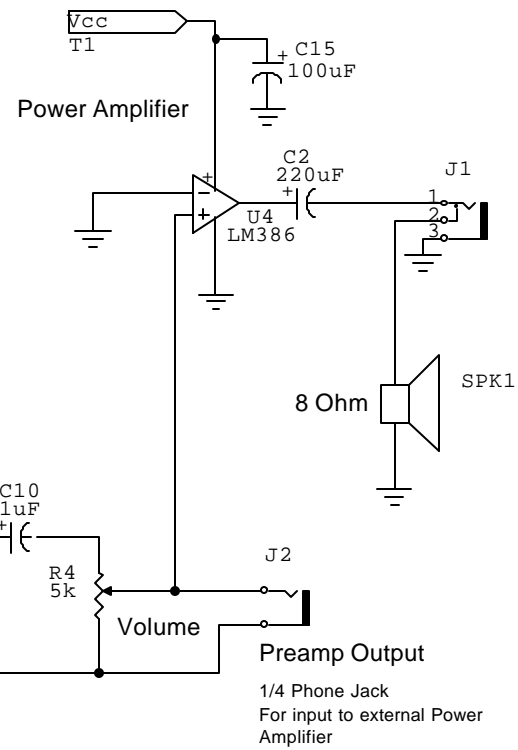 Vcc
T1
+ C15
100uF
Power Amplifier
C2
220uF
+
J1
+
−
+
U4
LM386
1
2
3
SPK1
8 Ohm
C10
1uF
+
J2
R4
5k
Volume
Preamp Output
1/4 Phone Jack
For input to external Power
Amplifier